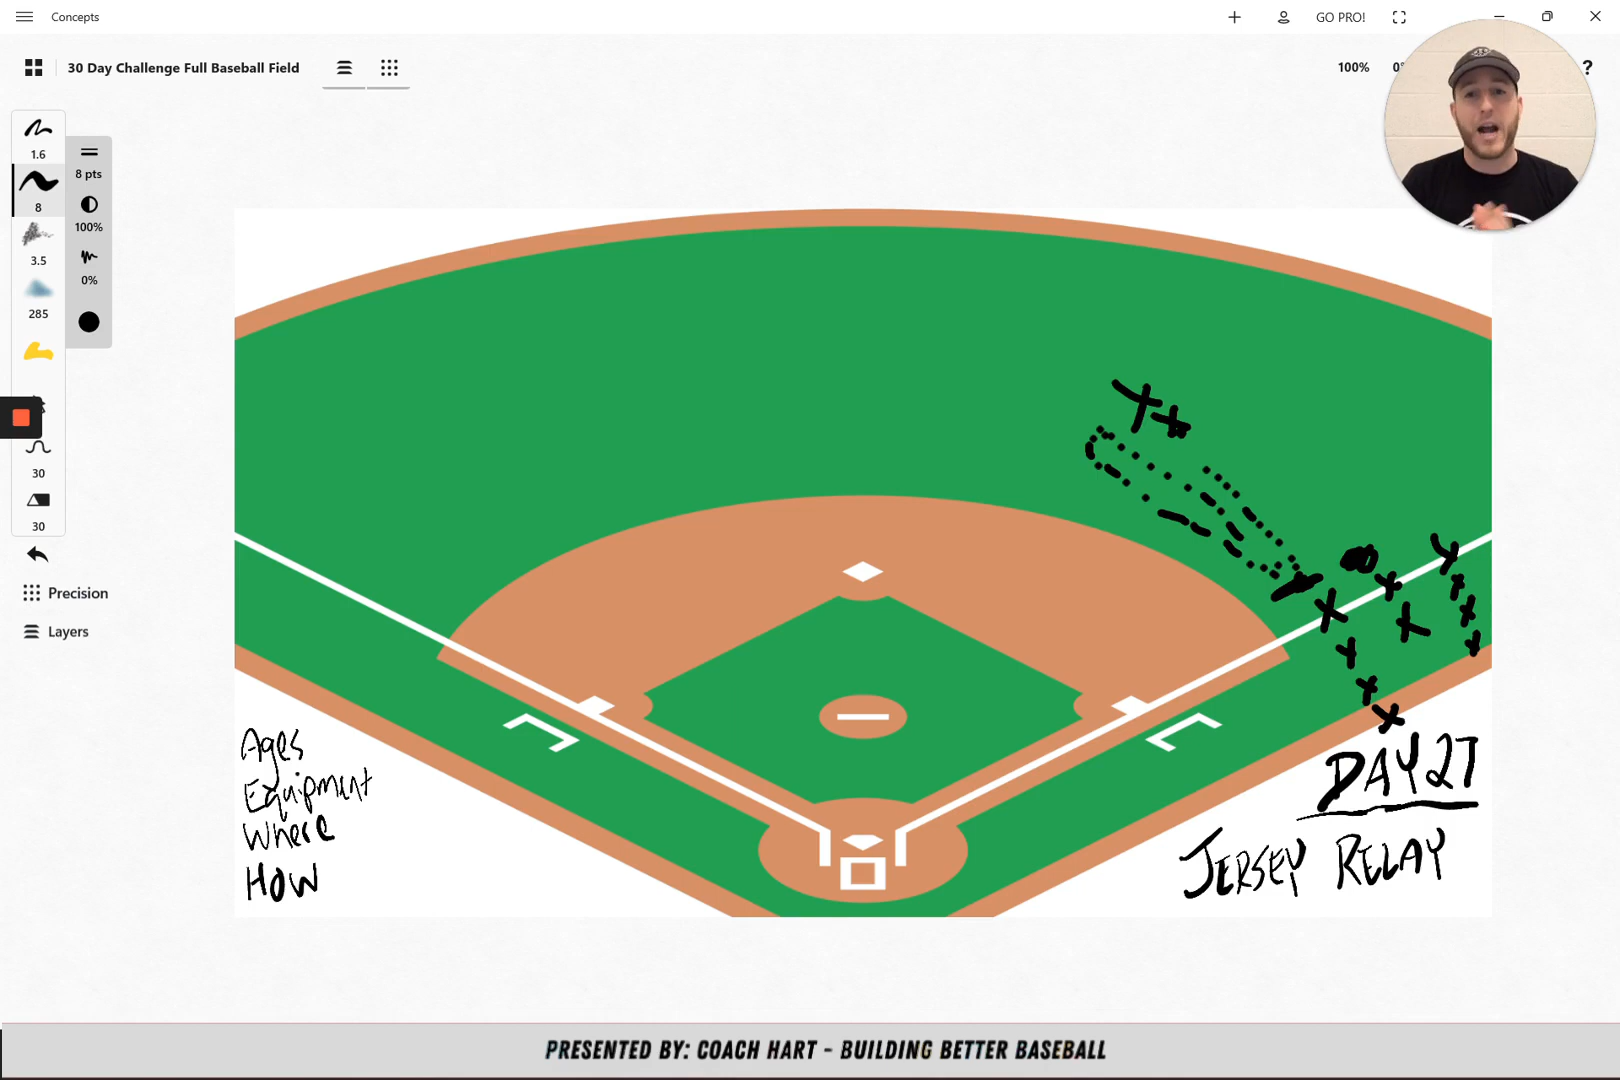 Concepts
GO PRO!
30 Day Challenge Full Baseball Field
100%
?
1.6
8 pts
8
100%
3.5
0%
285
30
30
Precision
Layers
Ages
Equipment
Where
How
DAY 27
JERSEY RELAY
PRESENTED BY: COACH HART - BUILDING BETTER BASEBALL